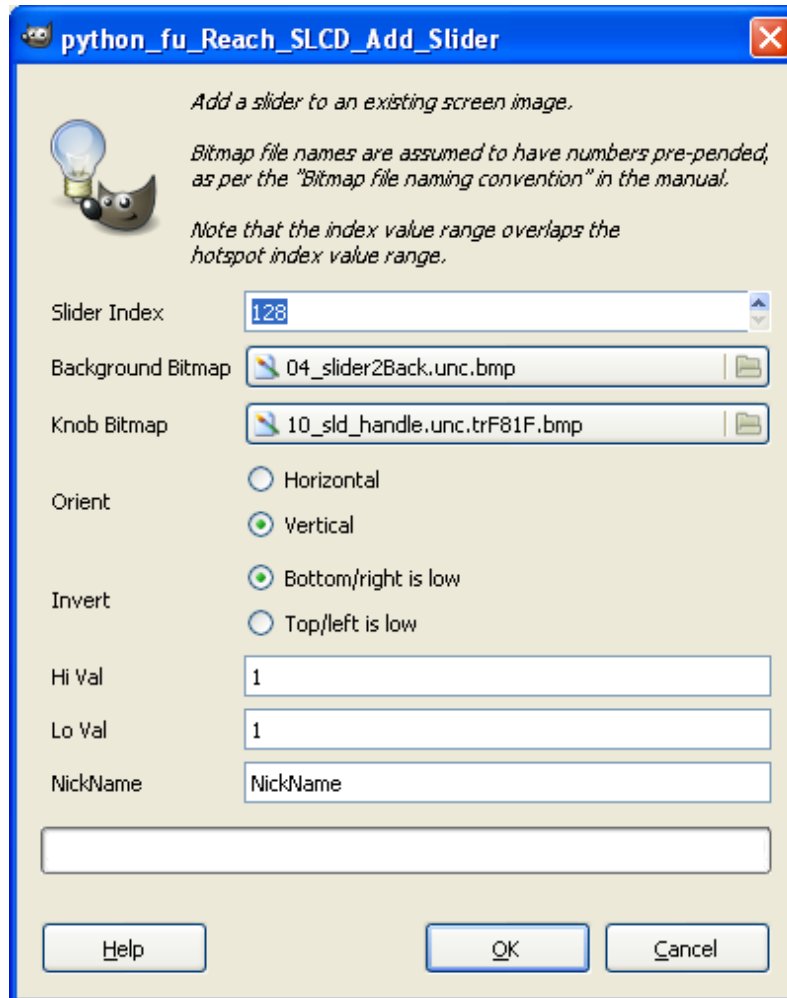 python_fu_Reach_SLCD_Add_Slider
Add a slider to an existing screen image.
Bitmap file names are assumed to have numbers pre-pended,
as per the "Bitmap file naming convention" in the manual.
Note that the index value range overlaps the
hotspot index value range.
Slider Index 128
Background Bitmap 04_slider2Back.unc.bmp
Knob Bitmap 10_sld_handle.unc.trF81F.bmp
Orient
Horizontal
Vertical
Invert
Bottom/right is low
Top/left is low
Hi Val 1
Lo Val 1
NickName NickName
Help OK Cancel